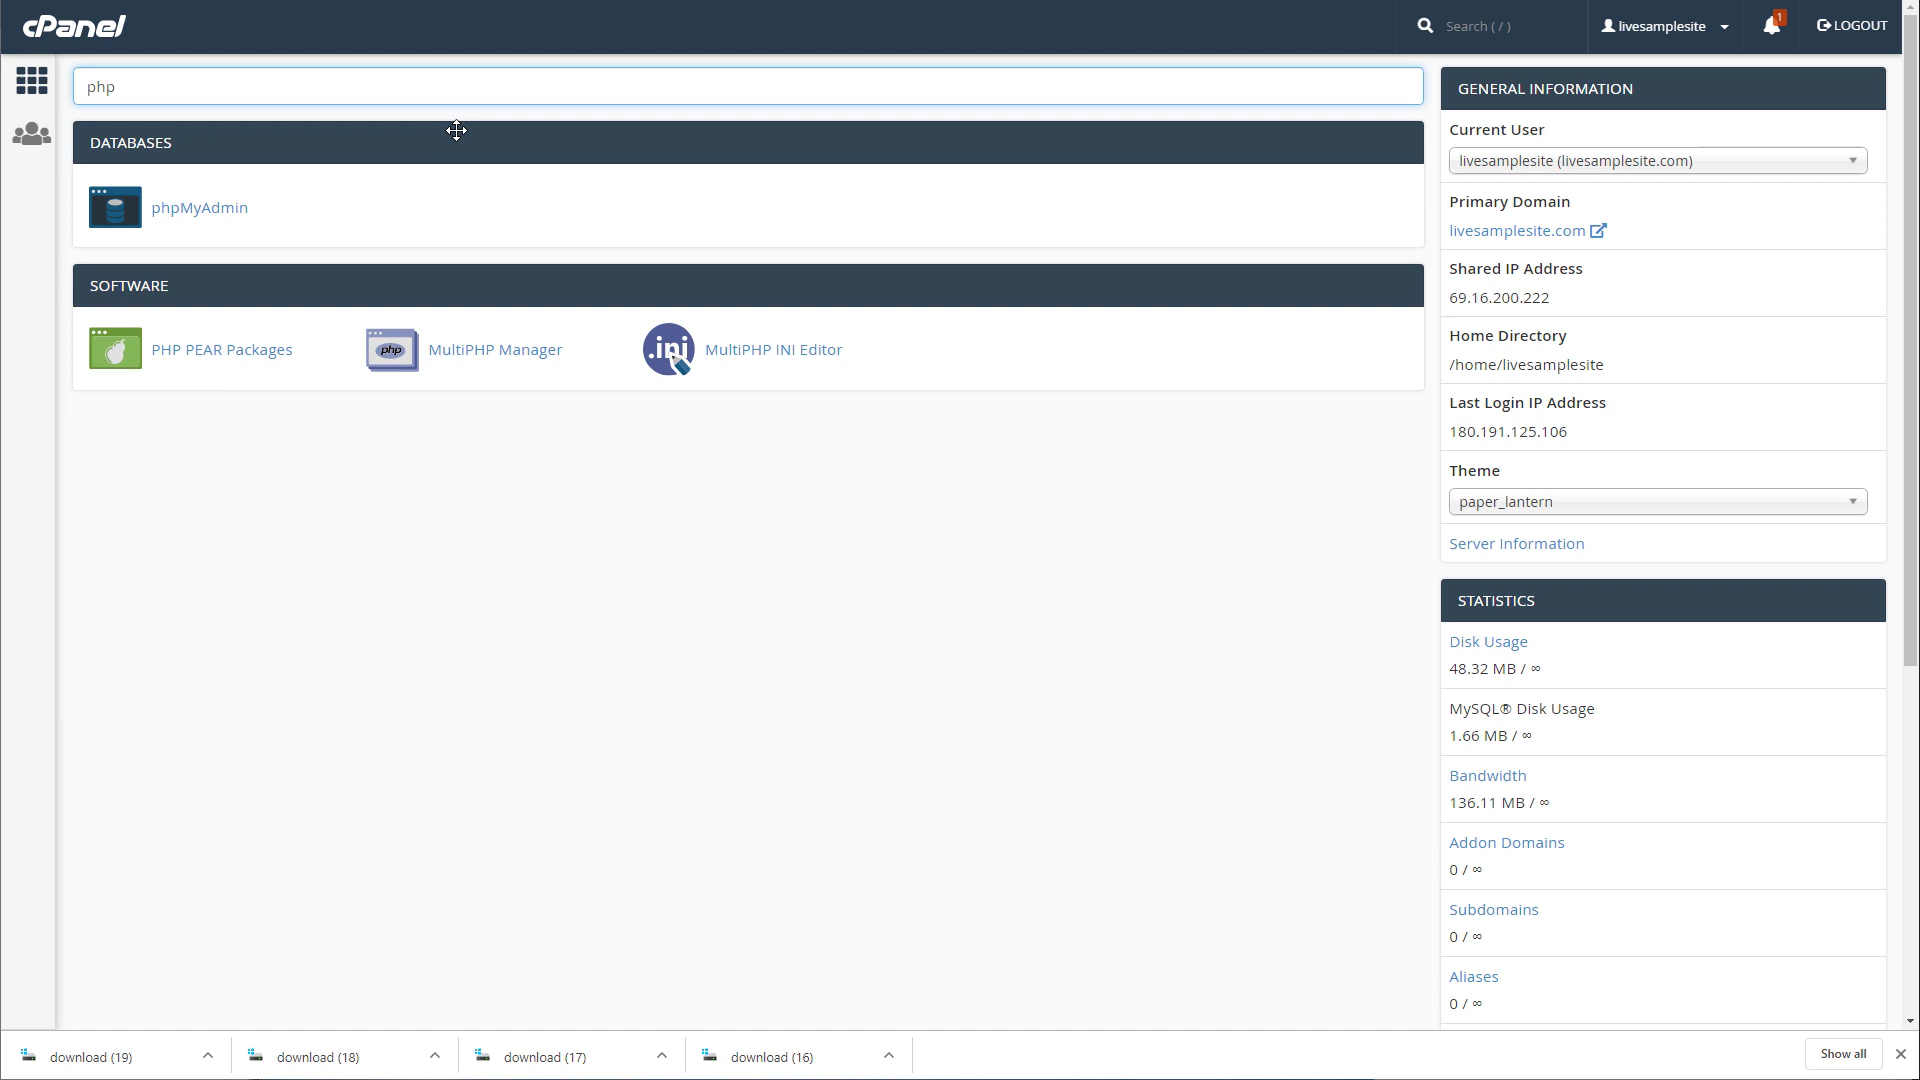 cPanel
Search ( / )
livesamplesite
1
LOGOUT
php
DATABASES
phpMyAdmin
SOFTWARE
PHP PEAR Packages
php
MultiPHP Manager
.ini
MultiPHP INI Editor
GENERAL INFORMATION
Current User
livesamplesite (livesamplesite.com)
Primary Domain
livesamplesite.com
Shared IP Address
69.16.200.222
Home Directory
/home/livesamplesite
Last Login IP Address
180.191.125.106
Theme
paper_lantern
Server Information
STATISTICS
Disk Usage
48.32 MB / ∞
MySQL® Disk Usage
1.66 MB / ∞
Bandwidth
136.11 MB / ∞
Addon Domains
0 / ∞
Subdomains
0 / ∞
Aliases
0 / ∞
download (19)
download (18)
download (17)
download (16)
Show all